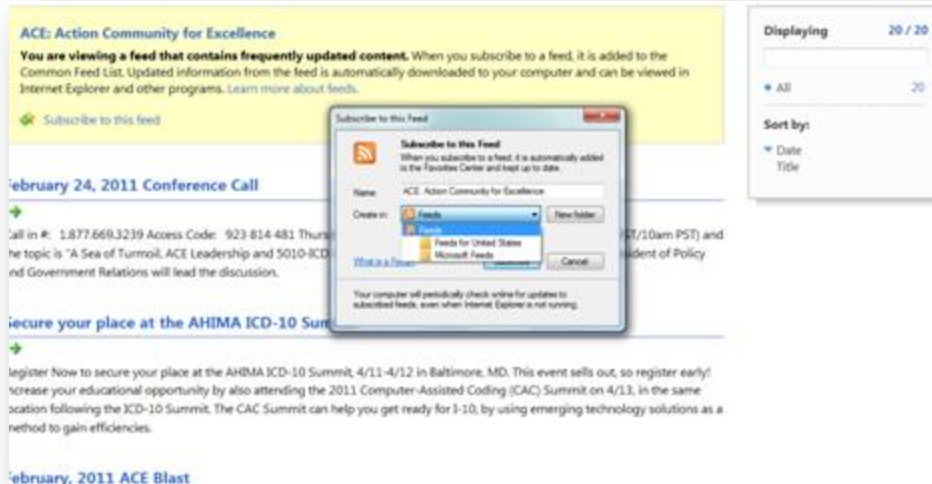 ACE: Action Community for Excellence
You are viewing a feed that contains frequently updated content. When you subscribe to a feed, it is added to the
Common Feed List. Updated information from the feed is automatically downloaded to your computer and can be viewed in
Internet Explorer and other programs. Learn more about feeds.
Subscribe to this feed
Displaying 20 / 20
All 20
Sort by:
Date
Title
Subscribe to this Feed
Subscribe to this Feed
When you subscribe to a feed, it is automatically added
to the Favorites Center and kept up to date.
Name: ACE: Action Community for Excellence
Create in: Feeds New folder
Feeds
Feeds for United States
Microsoft Feeds
What is a Cancel
Your computer will periodically check online for updates to
subscribed feeds, even when Internet Explorer is not running.
February 24, 2011 Conference Call
Call in #: 1.877.669.3239 Access Code: 923 814 481 Thurs ST/10am PST) and
the topic is "A Sea of Turmoil, ACE Leadership and 5010-ICD ident of Policy
and Government Relations will lead the discussion.
Secure your place at the AHIMA ICD-10 Sum
Register Now to secure your place at the AHIMA ICD-10 Summit, 4/11-4/12 in Baltimore, MD. This event sells out, so register early!
Increase your educational opportunity by also attending the 2011 Computer-Assisted Coding (CAC) Summit on 4/13, in the same
location following the ICD-10 Summit. The CAC Summit can help you get ready for I-10, by using emerging technology solutions as a
method to gain efficiencies.
February, 2011 ACE Blast